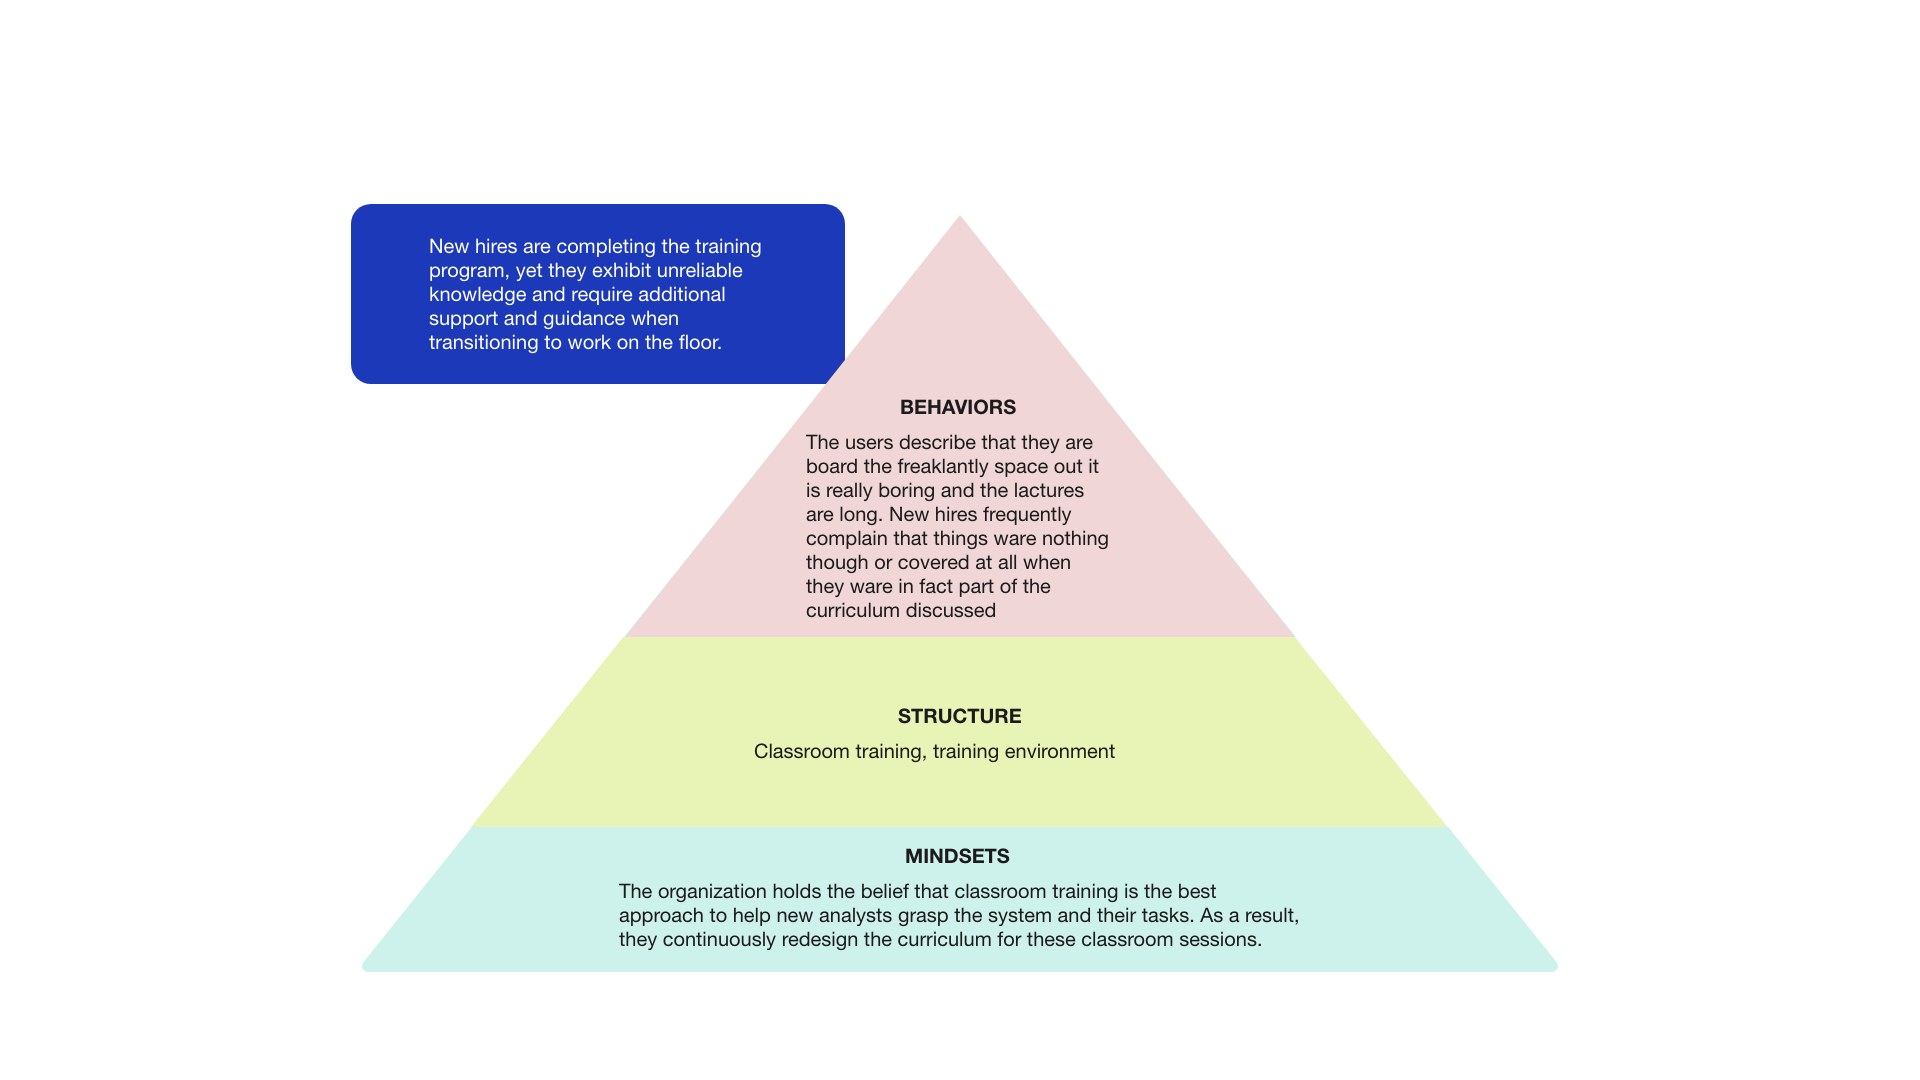 New hires are completing the training
program, yet they exhibit unreliable
knowledge and require additional
support and guidance when
transitioning to work on the floor.
BEHAVIORS
The users describe that they are
board the freaklantly space out it
is really boring and the lactures
are long. New hires frequently
complain that things ware nothing
though or covered at all when
they ware in fact part of the
curriculum discussed
STRUCTURE
Classroom training, training environment
MINDSETS
The organization holds the belief that classroom training is the best
approach to help new analysts grasp the system and their tasks. As a result,
they continuously redesign the curriculum for these classroom sessions.